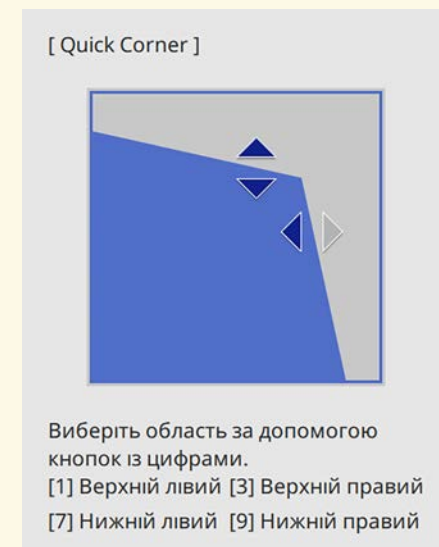 [ Quick Corner ]
Виберіть область за допомогою
кнопок із цифрами.
[1] Верхній лівий [3] Верхній правий
[7] Нижній лівий [9] Нижній правий